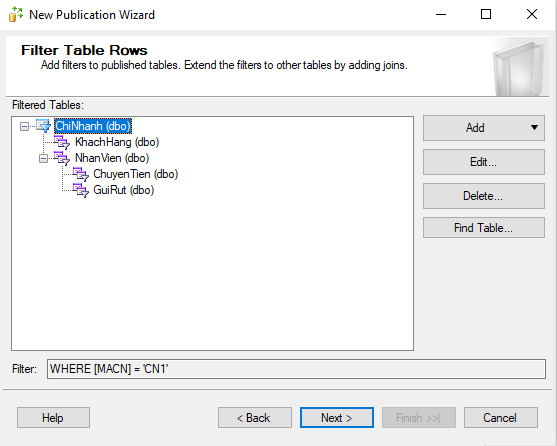 New Publication Wizard
Filter Table Rows
Add filters to published tables. Extend the filters to other tables by adding joins.
Filtered Tables:
ChiNhanh (dbo)
KhachHang (dbo)
NhanVien (dbo)
ChuyenTien (dbo)
GuiRut (dbo)
Add
Edit...
Delete...
Find Table...
Filter: WHERE [MACN] = 'CN1'
Help < Back Next > Finish >>| Cancel